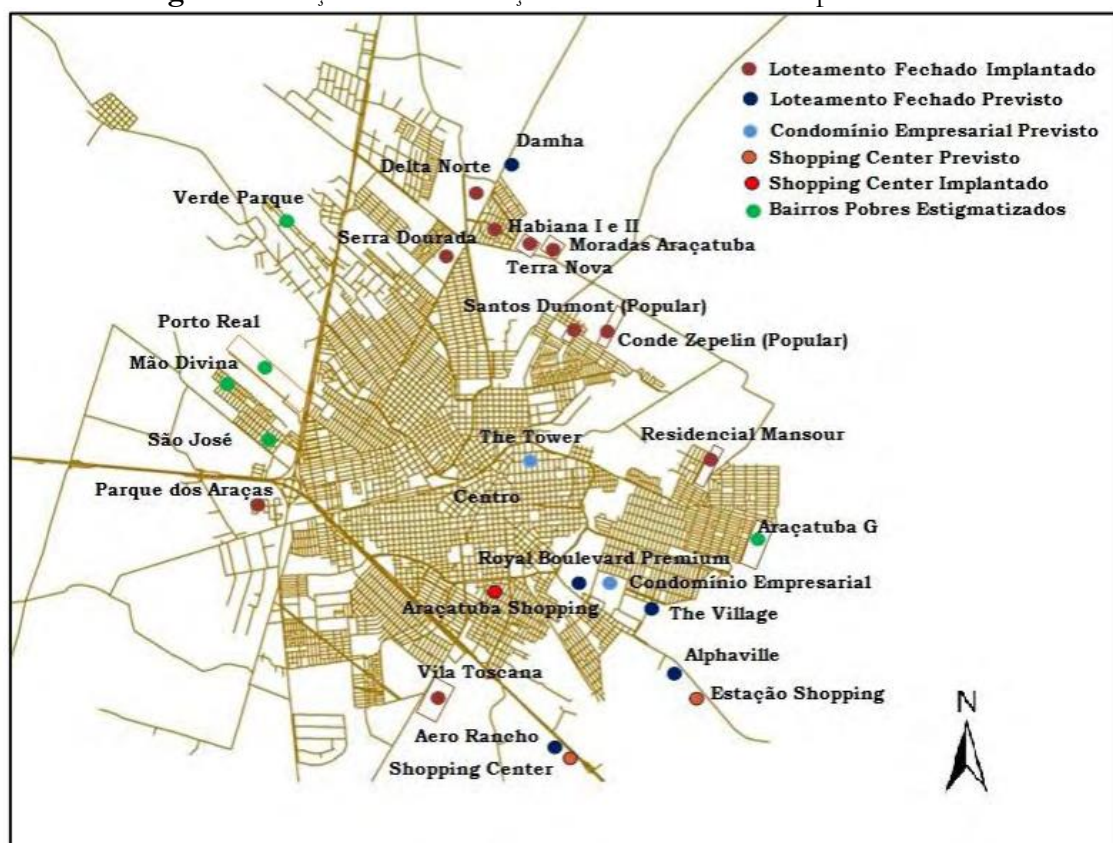 Loteamento Fechado Implantado
Loteamento Fechado Previsto
Condomínio Empresarial Previsto
Shopping Center Previsto
Shopping Center Implantado
Bairros Pobres Estigmatizados
Damha
Delta Norte
Verde Parque
Habiana I e II
Serra Dourada
Moradas Araçatuba
Terra Nova
Santos Dumont (Popular)
Porto Real
Conde Zepelin (Popular)
Mão Divina
São José
The Tower
Residencial Mansour
Parque dos Araças
Centro
Araçatuba G
Royal Boulevard Premium
Condomínio Empresarial
Araçatuba Shopping
The Village
Alphaville
Vila Toscana
Estação Shopping
N
Aero Rancho
Shopping Center